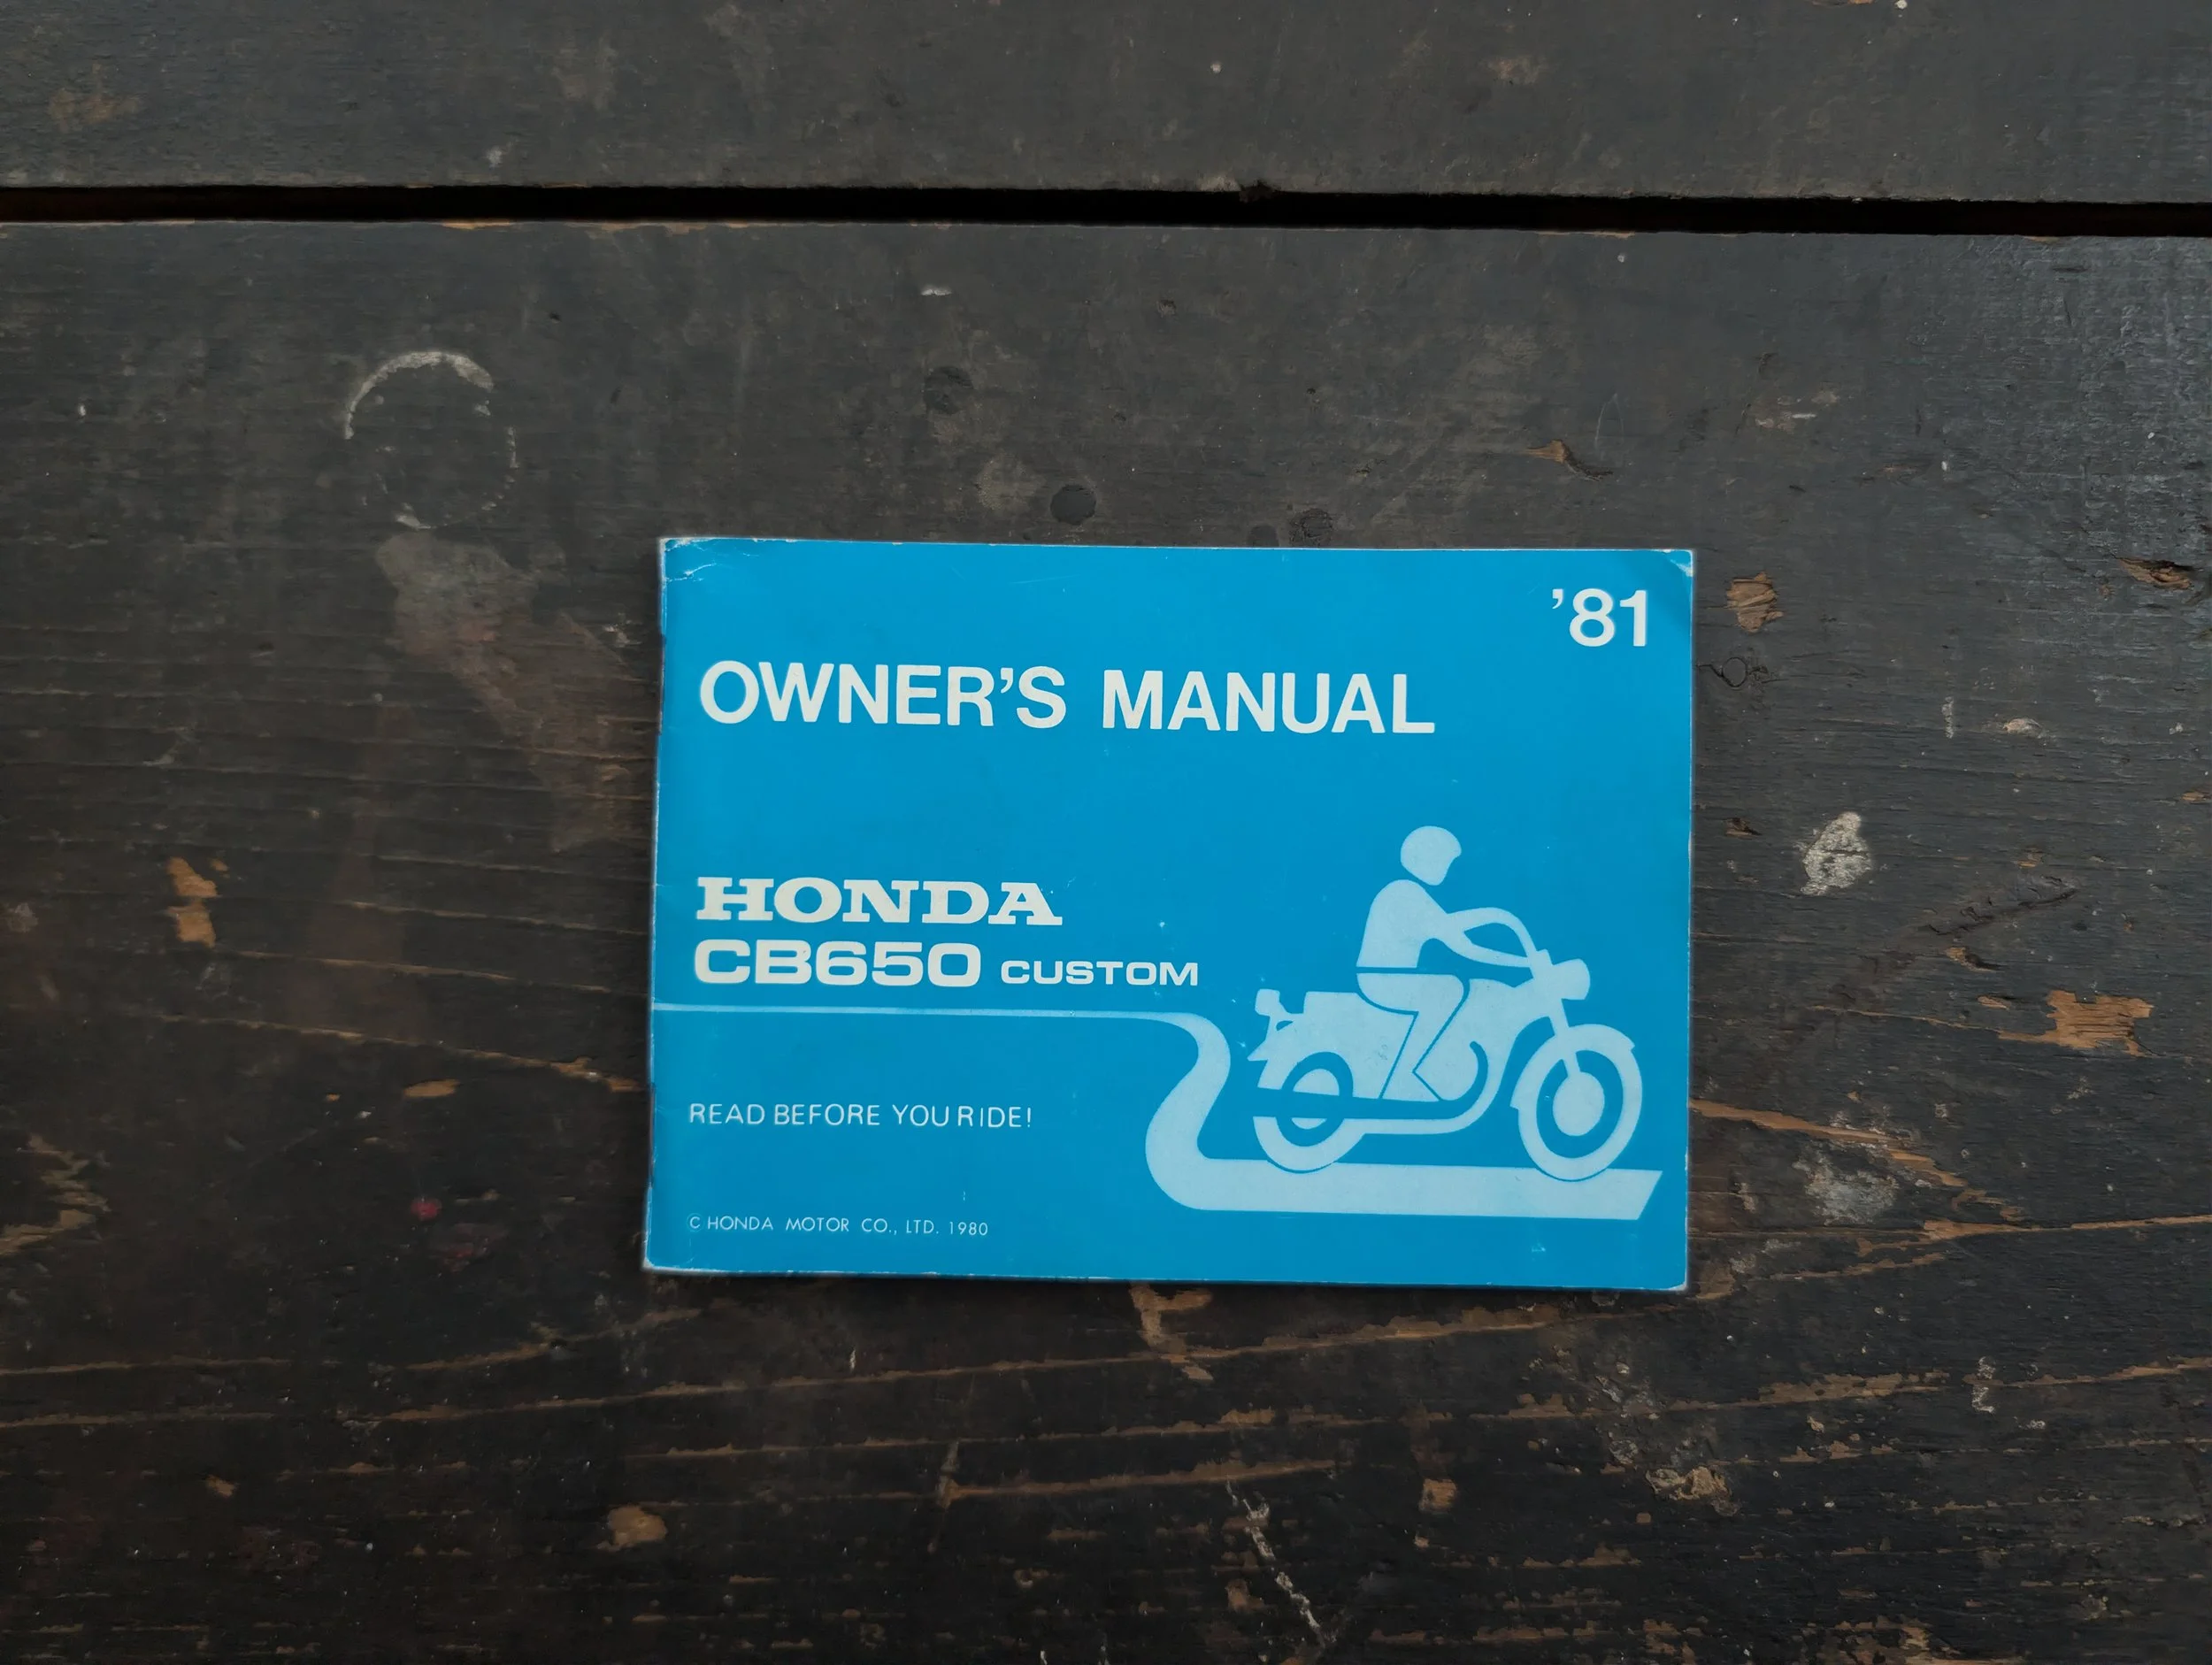 '81
OWNER'S MANUAL
HONDA
CB650 CUSTOM
READ BEFORE YOU RIDE!
© HONDA MOTOR CO., LTD. 1980